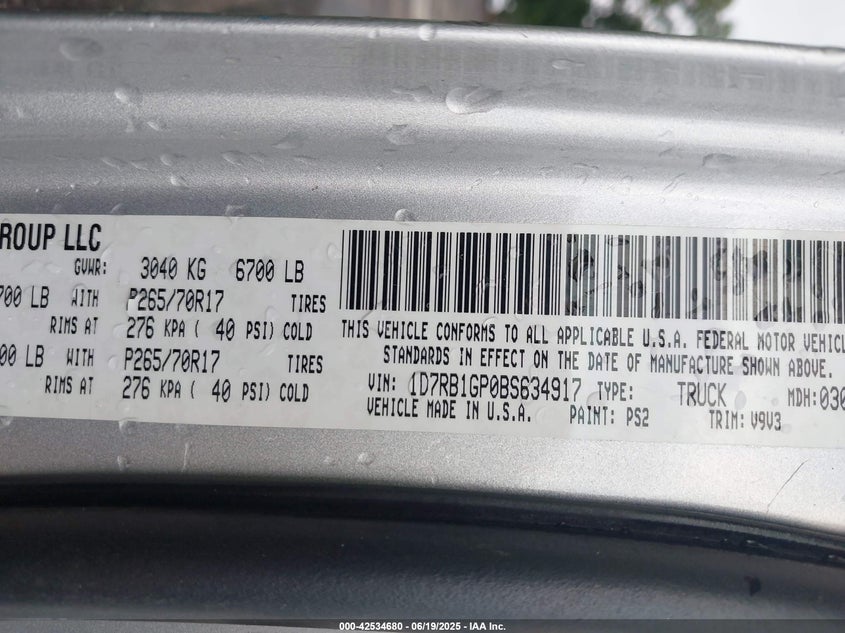 ROUP LLC
GVWR: 3040 KG 6700 LB
700 LB WITH P265/70R17 TIRES
RIMS AT 276 KPA ( 40 PSI) COLD
00 LB WITH P265/70R17 TIRES
RIMS AT 276 KPA ( 40 PSI) COLD
THIS VEHICLE CONFORMS TO ALL APPLICABLE U.S.A. FEDERAL MOTOR VEHICL
STANDARDS IN EFFECT ON THE DATE OF MANUFACTURE SHOWN ABOVE.
VIN: 1D7RB1GP0BS634917 TYPE: TRUCK MDH: 030
VEHICLE MADE IN U.S.A. PAINT: PS2 TRIM: V9V3
000-42534680 - 06/19/2025 - IAA Inc.